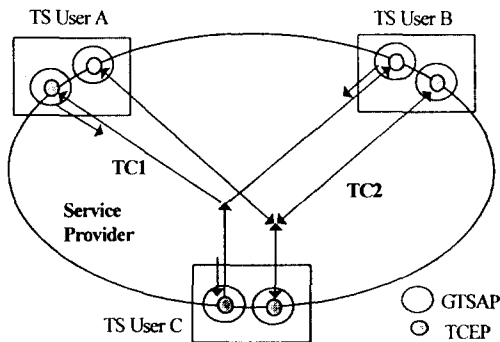 TS User A
TS User B
TC1
TC2
Service
Provider
TS User C
GTSAP
TCEP